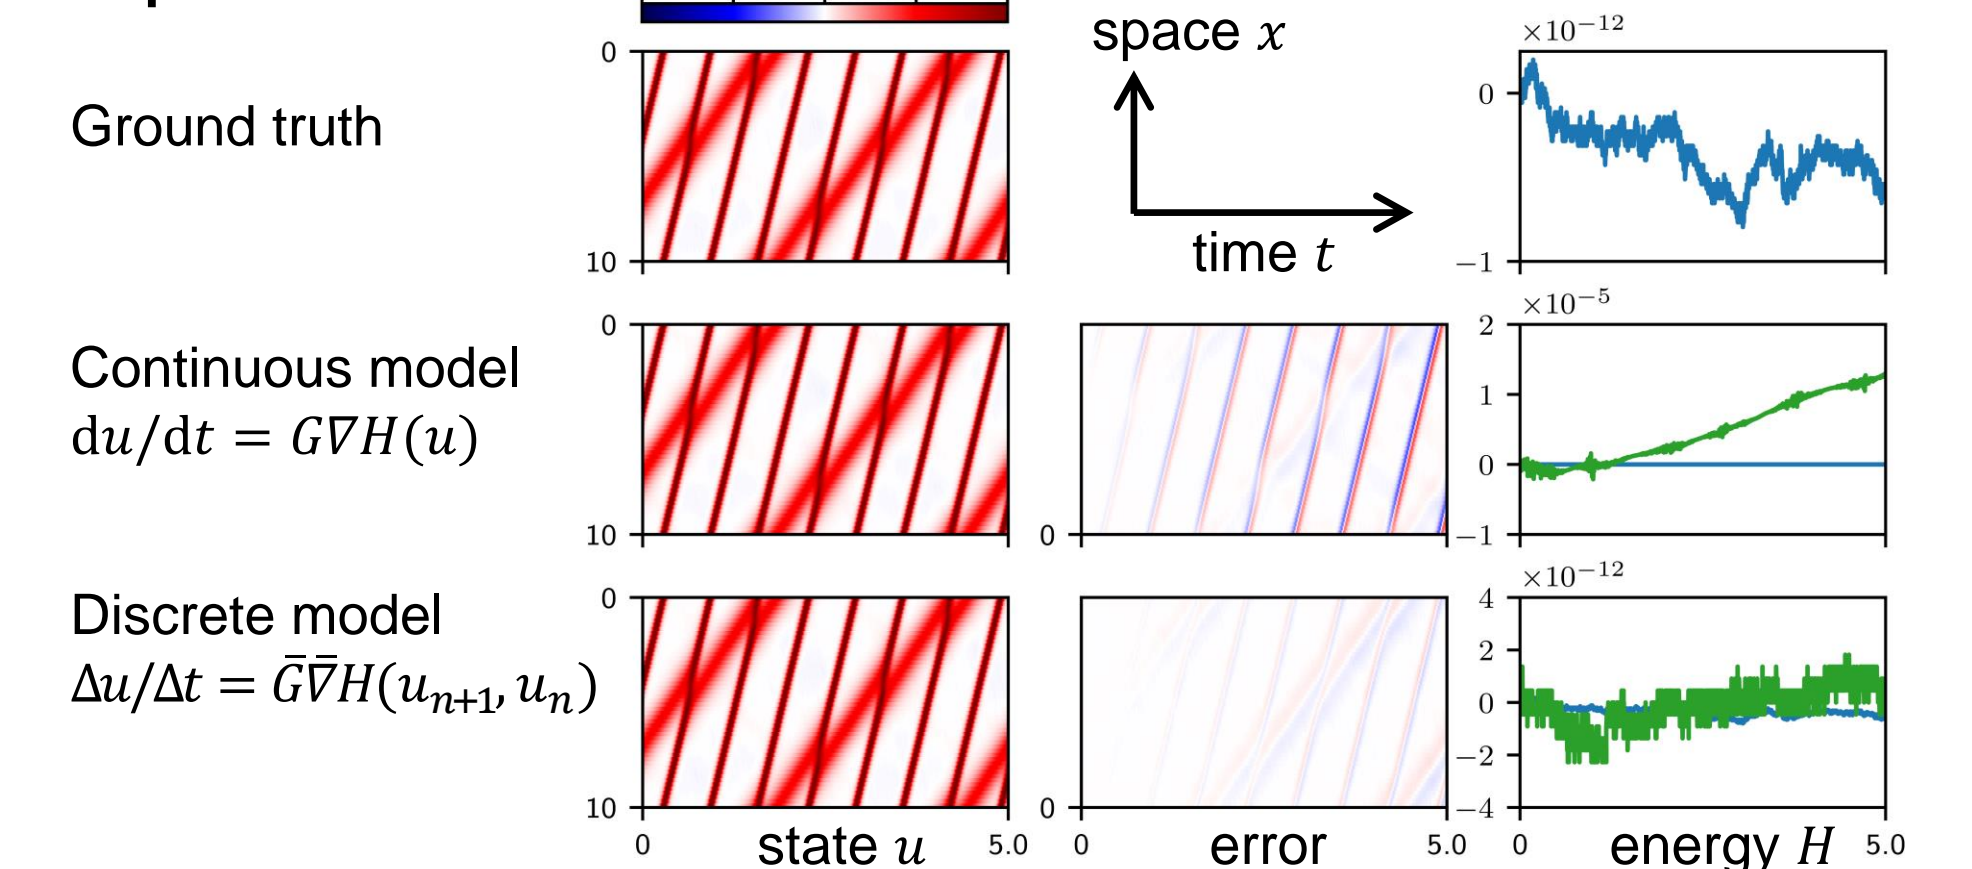 space x
×10⁻¹²
0
10
Ground truth
time t
0
−1
×10⁻⁵
0
10
Continuous model
du/dt = G∇H(u)
0
2
1
0
−1
×10⁻¹²
0
10
Discrete model
Δu/Δt = G̅∇̅H(uₙ₊₁, uₙ)
0
4
2
0
−2
−4
0 state u 5.0
0 error 5.0
0 energy H 5.0